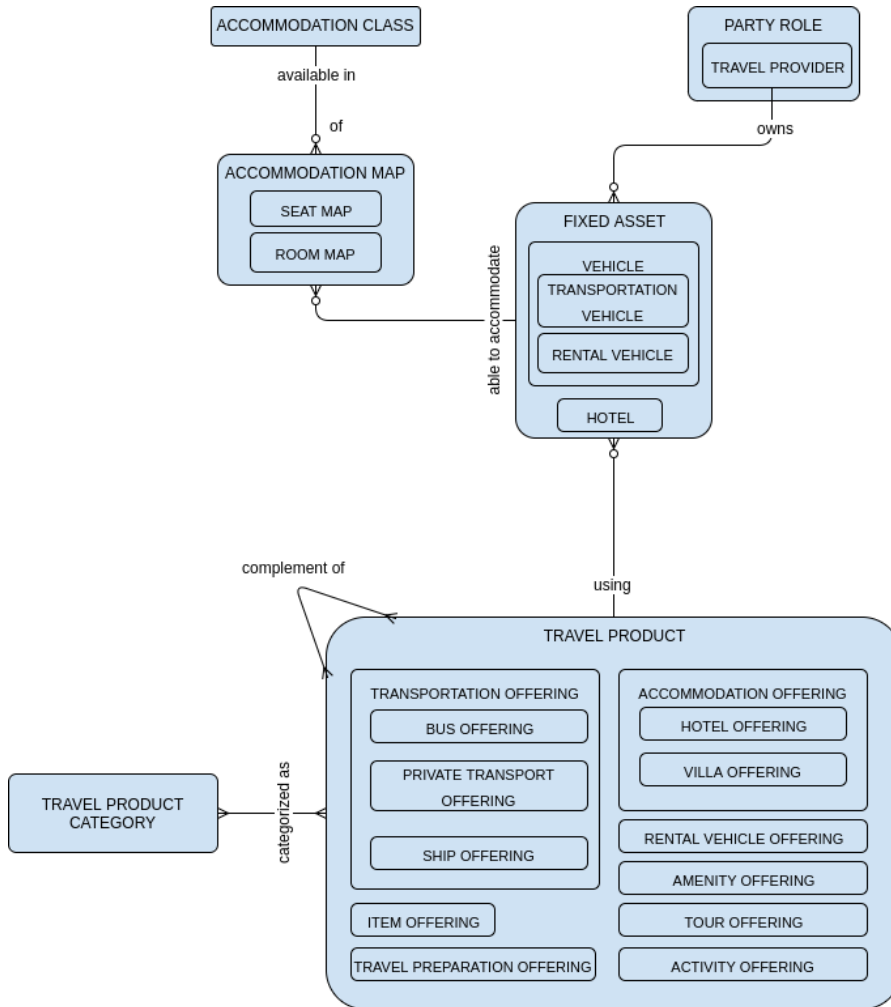 ACCOMMODATION CLASS
PARTY ROLE
TRAVEL PROVIDER
available in
of
owns
ACCOMMODATION MAP
SEAT MAP
ROOM MAP
FIXED ASSET
VEHICLE
TRANSPORTATION
VEHICLE
RENTAL VEHICLE
HOTEL
able to accommodate
complement of
using
TRAVEL PRODUCT
TRANSPORTATION OFFERING
BUS OFFERING
PRIVATE TRANSPORT
OFFERING
SHIP OFFERING
ITEM OFFERING
TRAVEL PREPARATION OFFERING
ACCOMMODATION OFFERING
HOTEL OFFERING
VILLA OFFERING
RENTAL VEHICLE OFFERING
AMENITY OFFERING
TOUR OFFERING
ACTIVITY OFFERING
categorized as
TRAVEL PRODUCT
CATEGORY